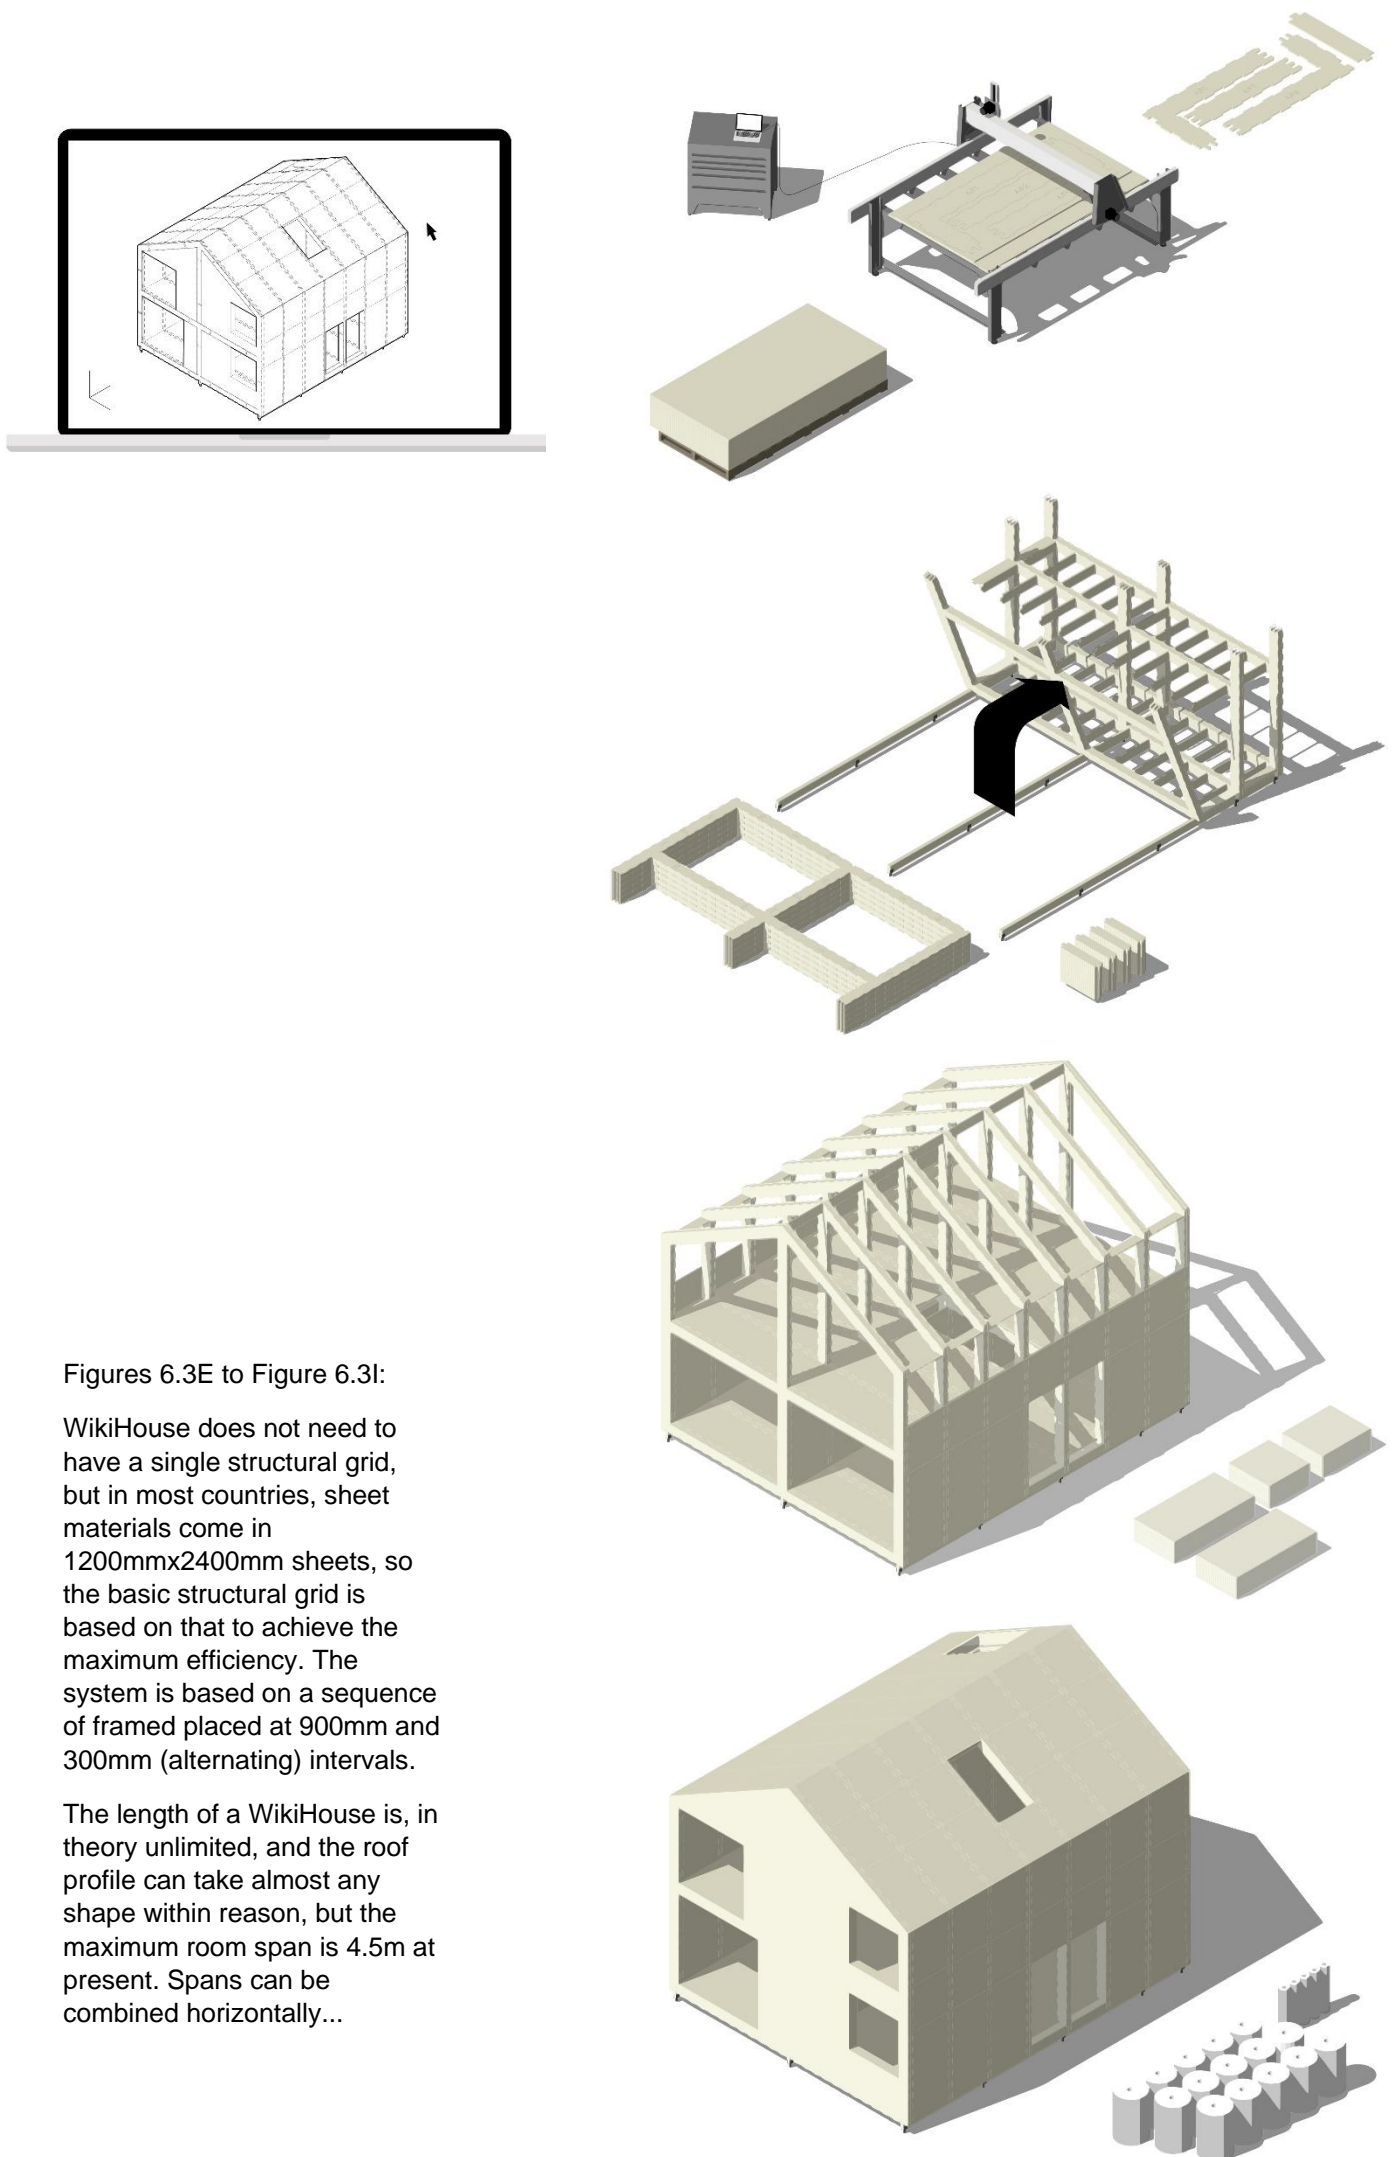 Figures 6.3E to Figure 6.3I:
WikiHouse does not need to
have a single structural grid,
but in most countries, sheet
materials come in
1200mmx2400mm sheets, so
the basic structural grid is
based on that to achieve the
maximum efficiency. The
system is based on a sequence
of framed placed at 900mm and
300mm (alternating) intervals.
The length of a WikiHouse is, in
theory unlimited, and the roof
profile can take almost any
shape within reason, but the
maximum room span is 4.5m at
present. Spans can be
combined horizontally...